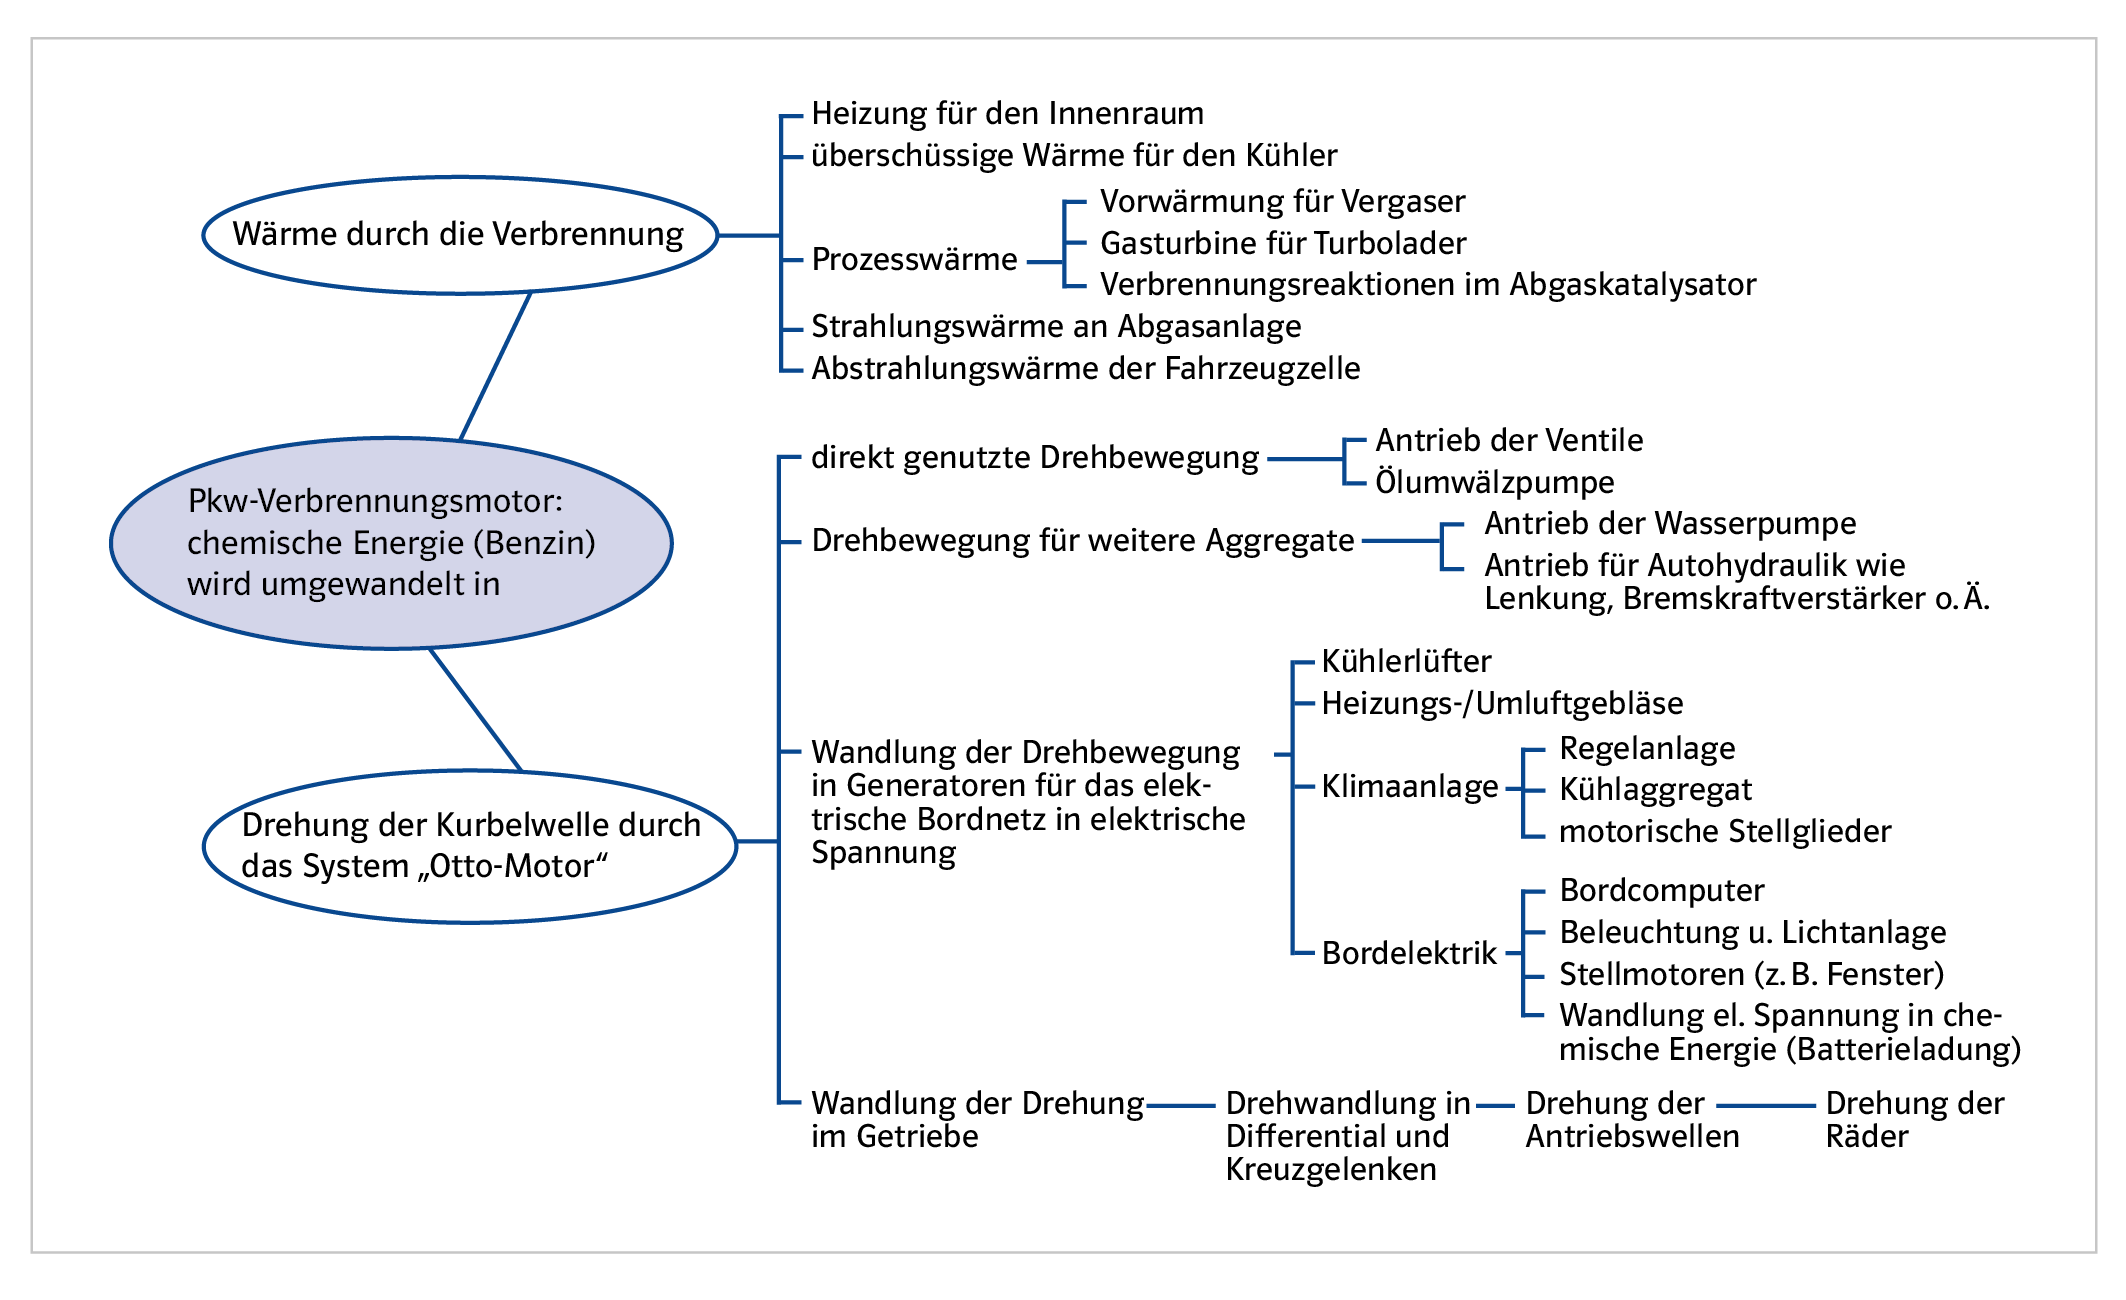 Heizung für den Innenraum
überschüssige Wärme für den Kühler
Wärme durch die Verbrennung
Prozesswärme
Vorwärmung für Vergaser
Gasturbine für Turbolader
Verbrennungsreaktionen im Abgaskatalysator
Strahlungswärme an Abgasanlage
Abstrahlungswärme der Fahrzeugzelle
Pkw-Verbrennungsmotor:
chemische Energie (Benzin)
wird umgewandelt in
direkt genutzte Drehbewegung
Antrieb der Ventile
Ölumwälzpumpe
Drehbewegung für weitere Aggregate
Antrieb der Wasserpumpe
Antrieb für Autohydraulik wie
Lenkung, Bremskraftverstärker o. Ä.
Drehung der Kurbelwelle durch
das System „Otto-Motor“
Wandlung der Drehbewegung
in Generatoren für das elek-
trische Bordnetz in elektrische
Spannung
Kühlerlüfter
Heizungs-/Umluftgebläse
Klimaanlage
Regelanlage
Kühlaggregat
motorische Stellglieder
Bordelektrik
Bordcomputer
Beleuchtung u. Lichtanlage
Stellmotoren (z. B. Fenster)
Wandlung el. Spannung in che-
mische Energie (Batterieladung)
Wandlung der Drehung
im Getriebe
Drehwandlung in
Differential und
Kreuzgelenken
Drehung der
Antriebswellen
Drehung der
Räder